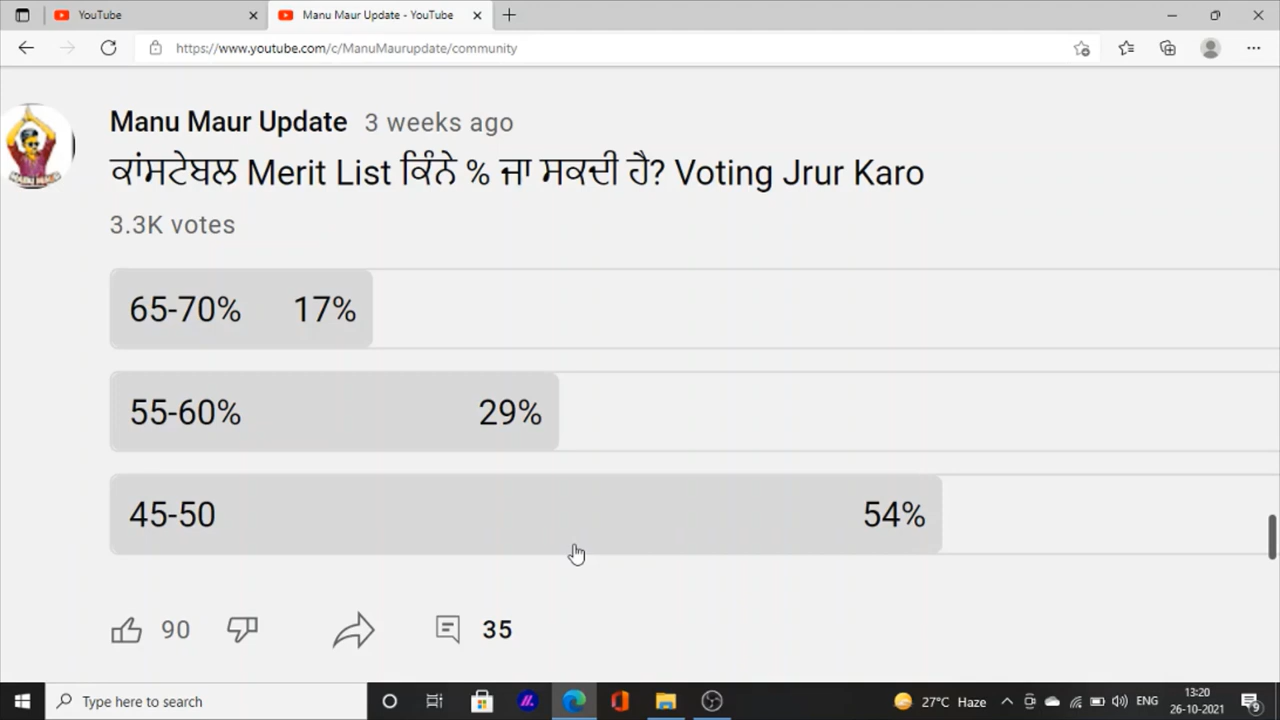 YouTube
Manu Maur Update - YouTube
https://www.youtube.com/c/ManuMaurupdate/community
Manu Maur Update 3 weeks ago
ਕਾਂਸਟੇਬਲ Merit List ਕਿੰਨੇ % ਜਾ ਸਕਦੀ ਹੈ? Voting Jrur Karo
3.3K votes
65-70% 17%
55-60% 29%
45-50 54%
90
35
Type here to search
27°C Haze
ENG
13:20
26-10-2021
9